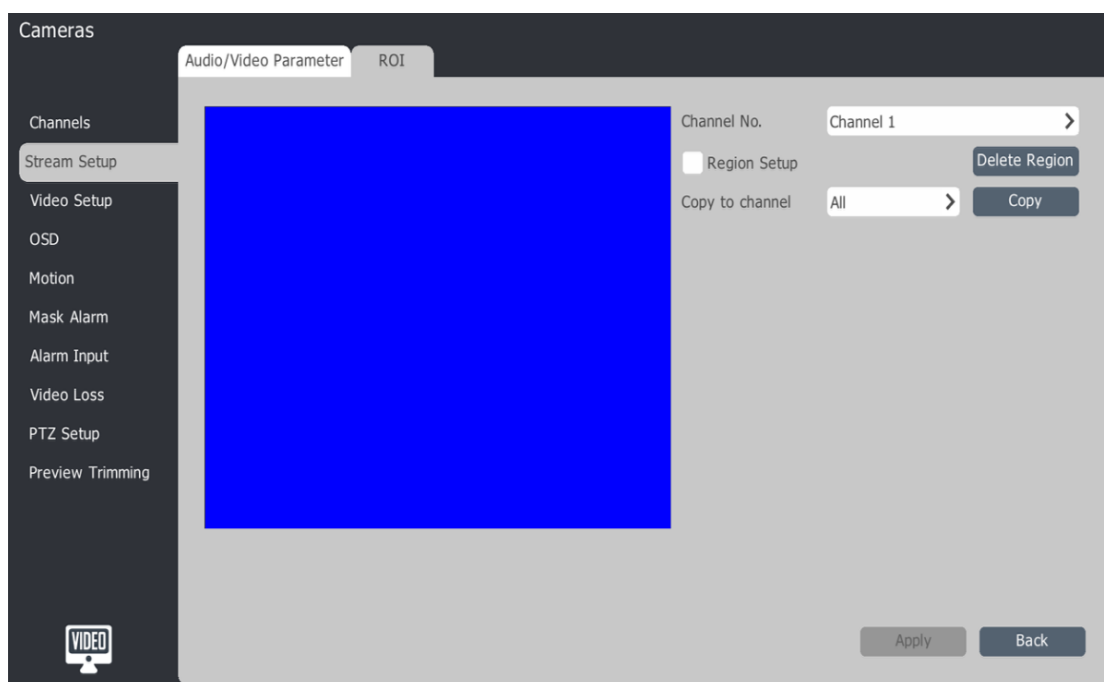 Cameras
Audio/Video Parameter
ROI
Channels
Stream Setup
Video Setup
OSD
Motion
Mask Alarm
Alarm Input
Video Loss
PTZ Setup
Preview Trimming
VIDEO
Channel No.
Channel 1
Region Setup
Delete Region
Copy to channel
All
Copy
Apply
Back